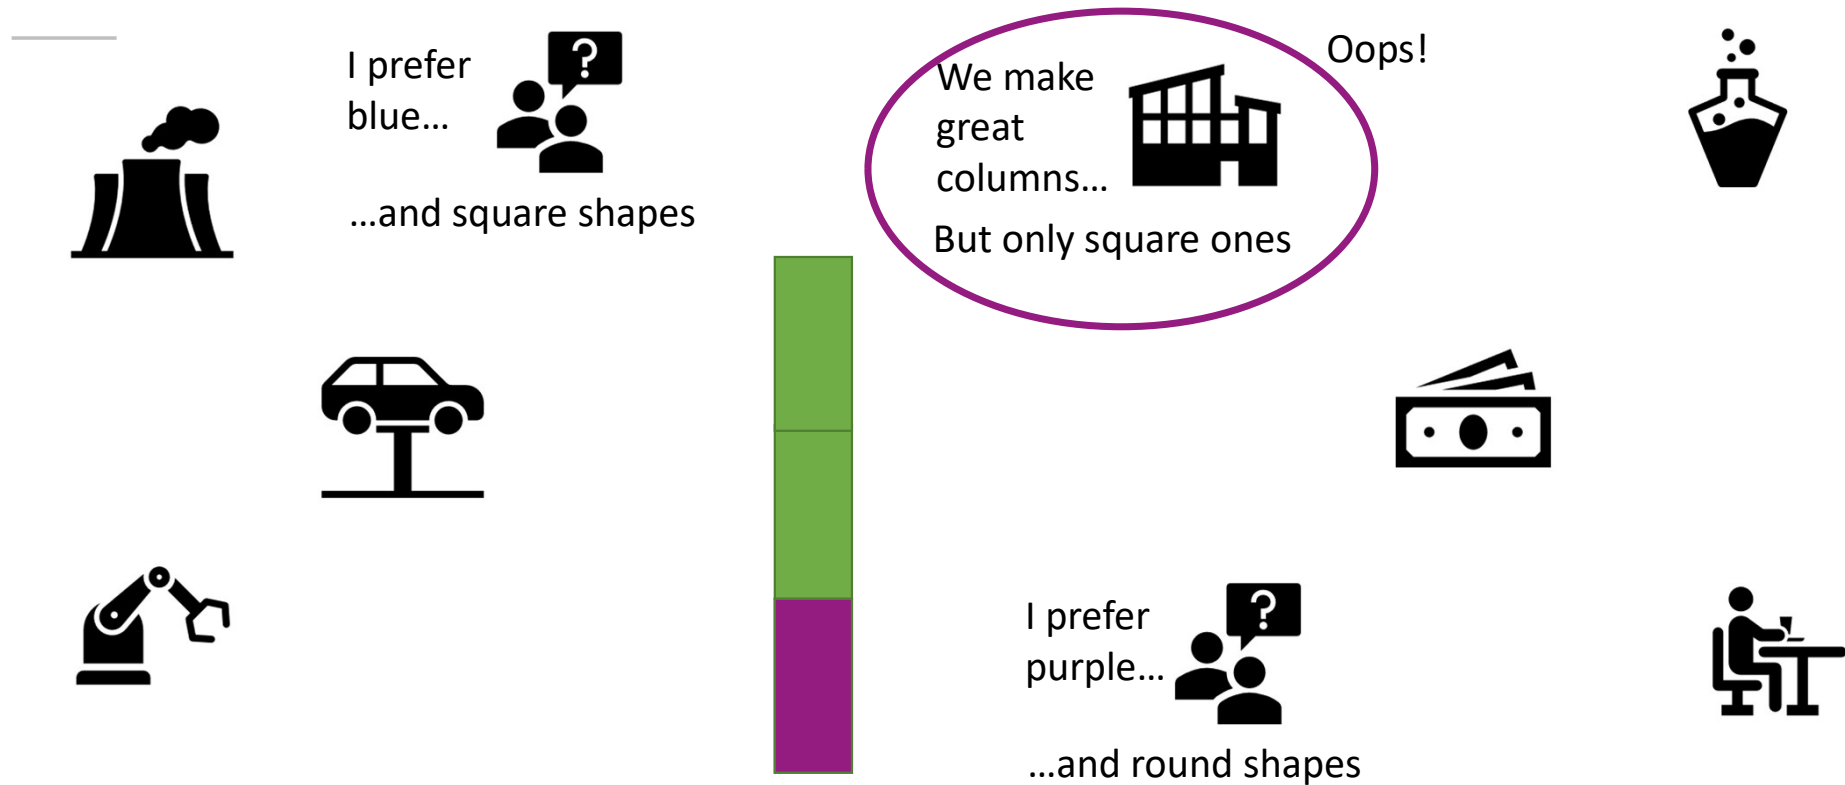 I prefer
blue...
...and square shapes
We make
great
columns...
But only square ones
Oops!
I prefer
purple...
...and round shapes
?
?